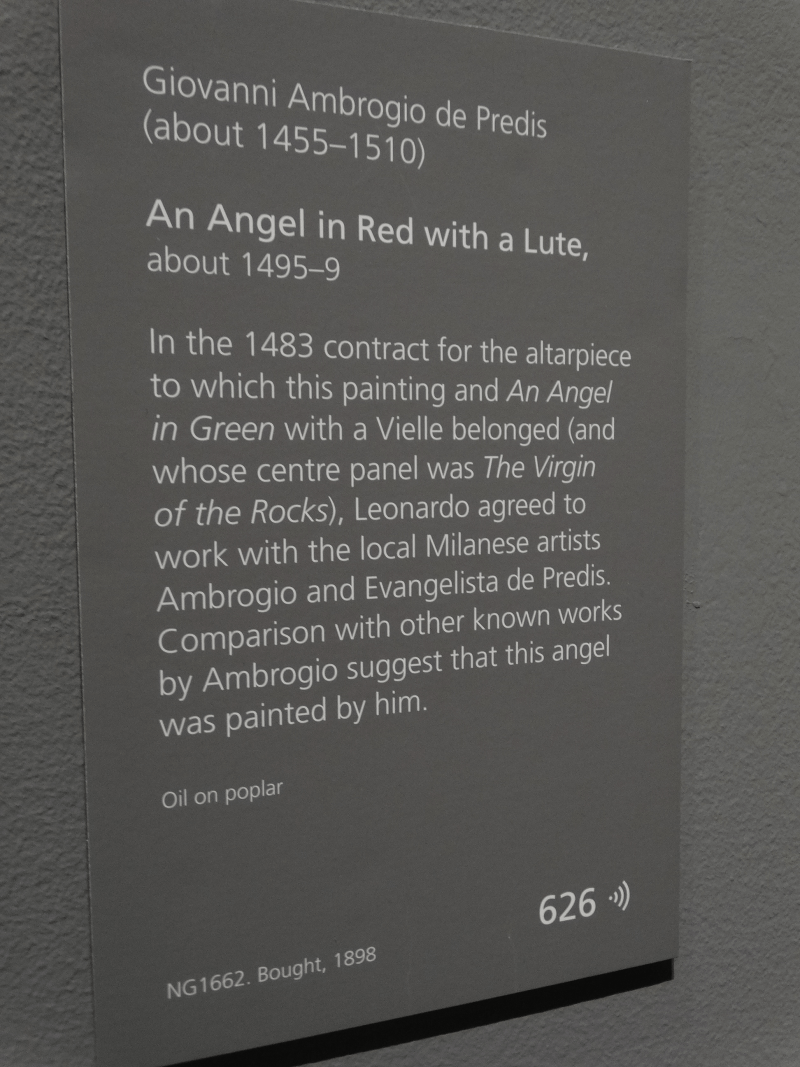 Giovanni Ambrogio de Predis
(about 1455–1510)
An Angel in Red with a Lute,
about 1495–9
In the 1483 contract for the altarpiece
to which this painting and An Angel
in Green with a Vielle belonged (and
whose centre panel was The Virgin
of the Rocks), Leonardo agreed to
work with the local Milanese artists
Ambrogio and Evangelista de Predis.
Comparison with other known works
by Ambrogio suggest that this angel
was painted by him.
Oil on poplar
626
NG1662. Bought, 1898